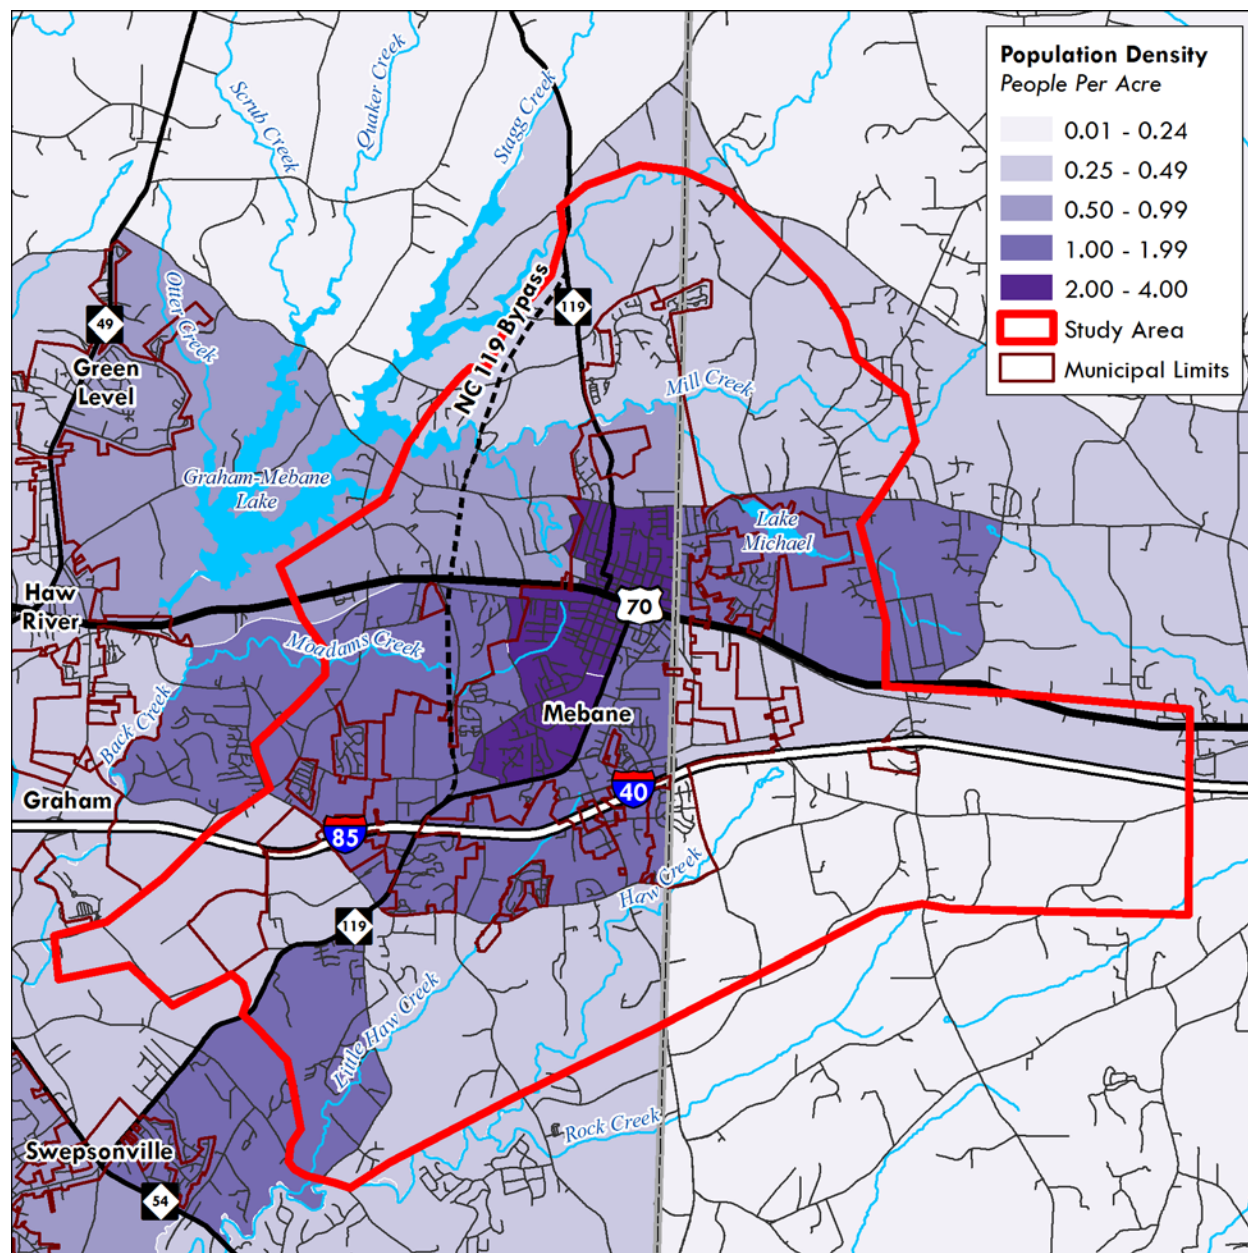 Population Density
People Per Acre
0.01 - 0.24
0.25 - 0.49
0.50 - 0.99
1.00 - 1.99
2.00 - 4.00
Study Area
Municipal Limits
Scrub Creek
Quaker Creek
Stagg Creek
Otter Creek
49
Green
Level
NC 119 Bypass
119
Mill Creek
Graham-Mebane
Lake
Lake
Michael
Haw
River
70
Moadams Creek
Back Creek
Mebane
Graham
40
85
Haw Creek
119
Little Haw Creek
Rock Creek
Swepsonville
54